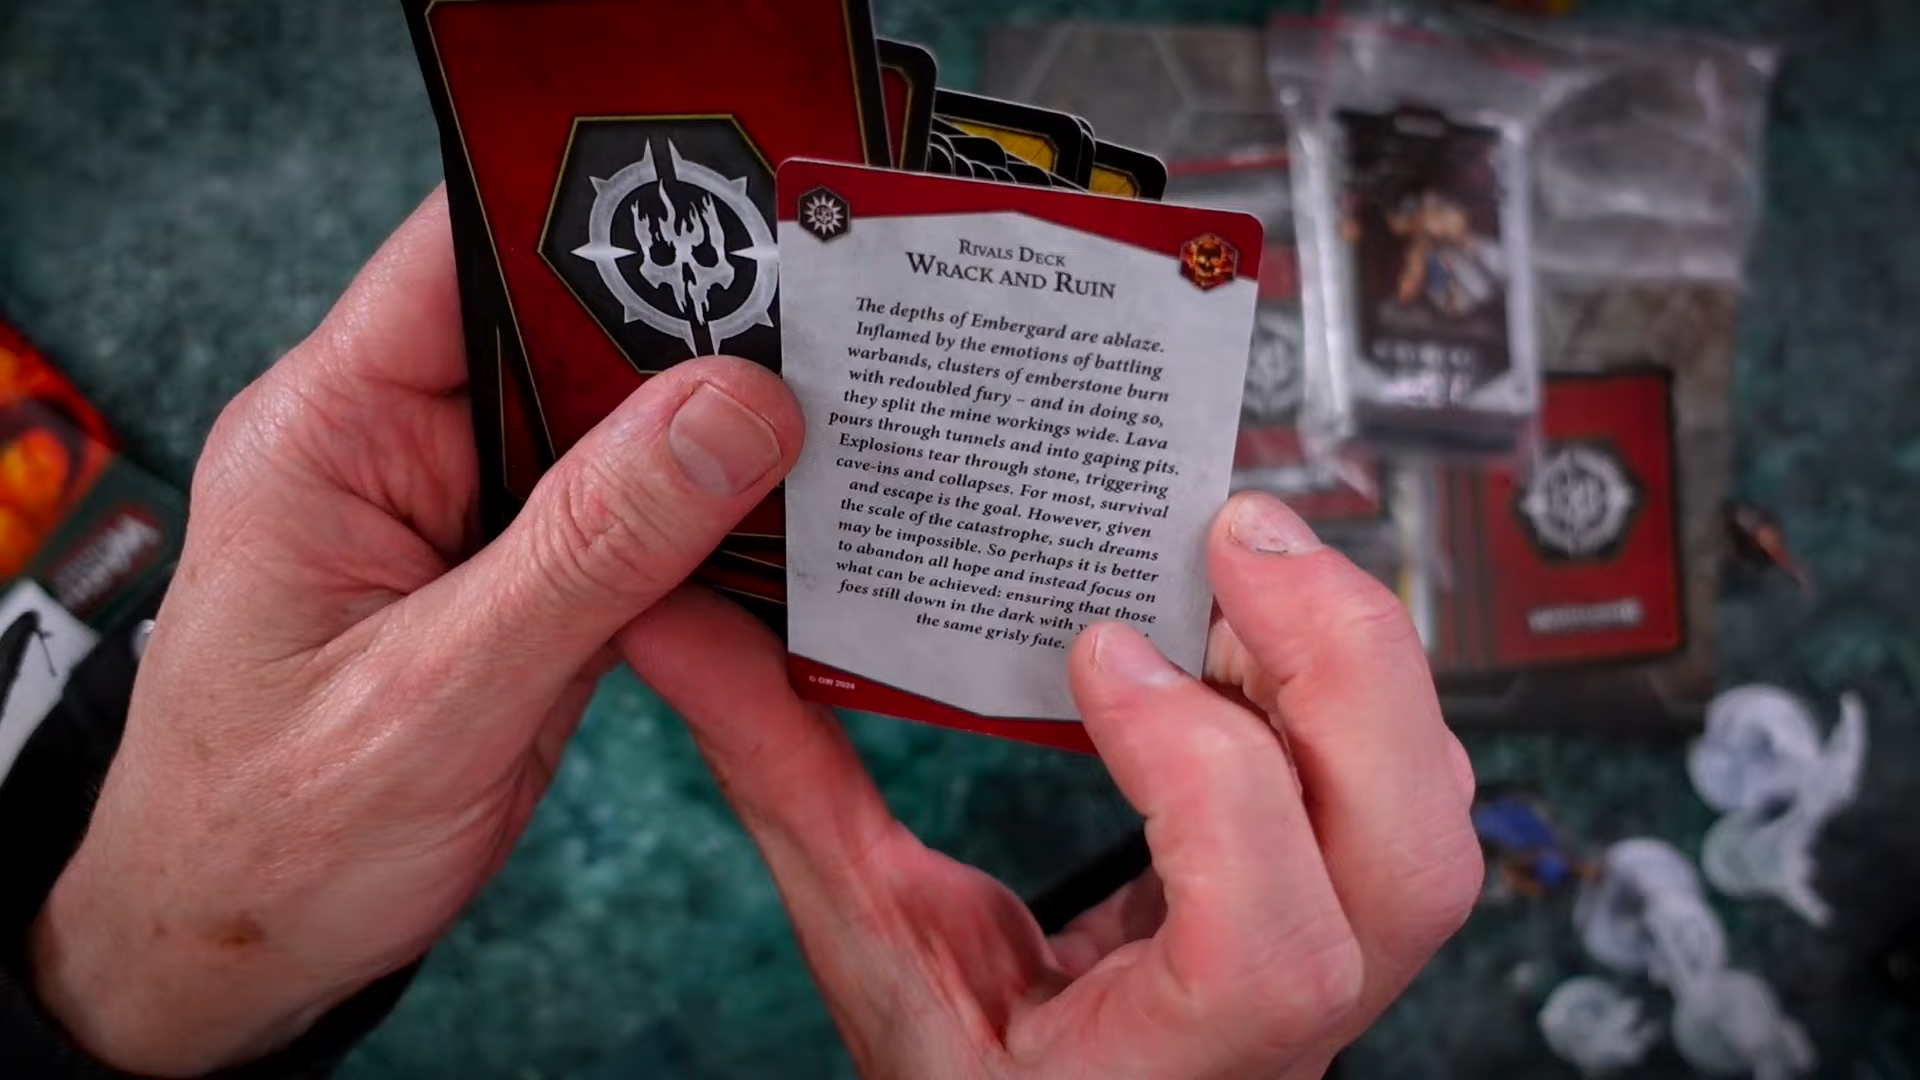 Rivals Deck
Wrack and Ruin
The depths of Embergard are ablaze.
Inflamed by the emotions of battling
warbands, clusters of emberstone burn
with redoubled fury – and in doing so,
they split the mine workings wide. Lava
pours through tunnels and into gaping pits.
Explosions tear through stone, triggering
cave-ins and collapses. For most, survival
and escape is the goal. However, given
the scale of the catastrophe, such dreams
may be impossible. So perhaps it is better
to abandon all hope and instead focus on
what can be achieved: ensuring that those
foes still down in the dark with
the same grisly fate.
© GW 2024